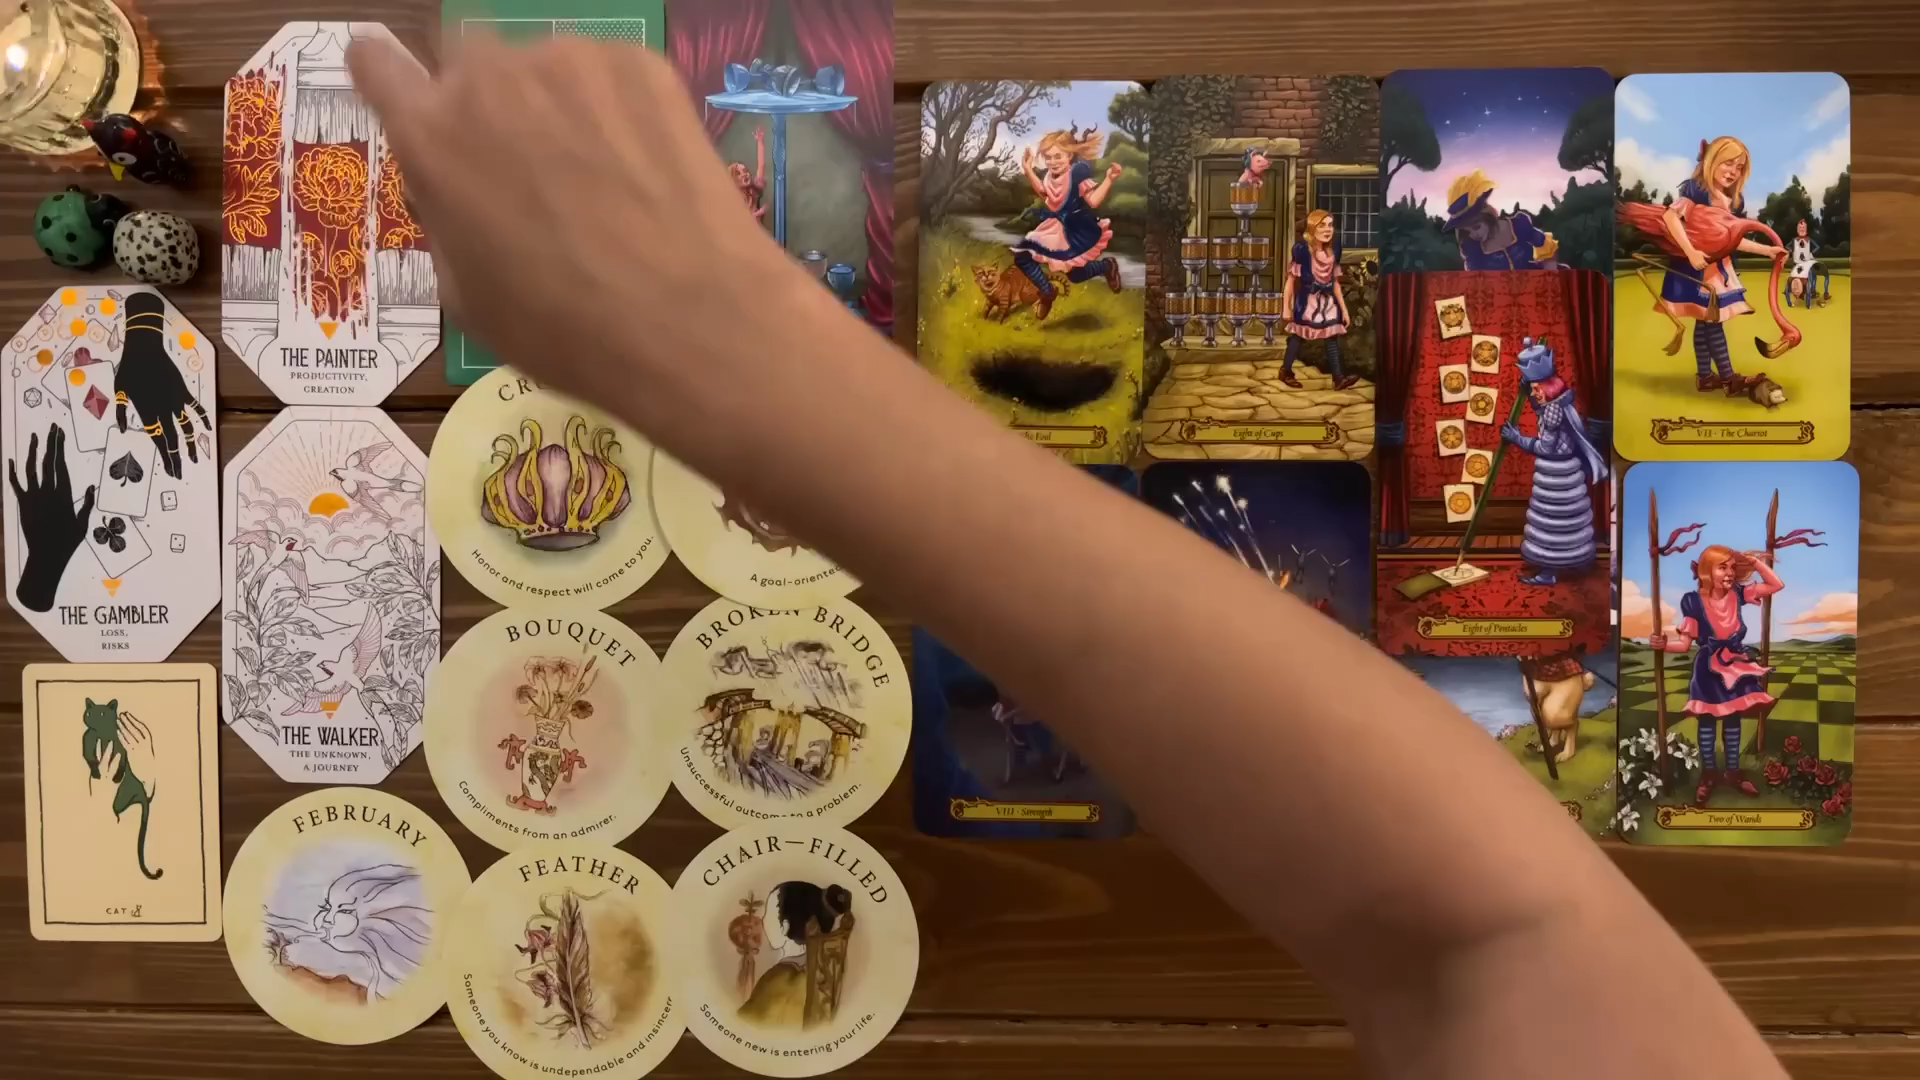 THE PAINTER
PRODUCTIVITY,
CREATION
THE GAMBLER
LOSS,
RISKS
THE WALKER
THE UNKNOWN,
A JOURNEY
CAT
Honor and respect will come to you.
A goal-oriented
BOUQUET
Compliments from an admirer.
BROKEN BRIDGE
Unsuccessful outcome to a problem.
FEBRUARY
FEATHER
Someone you know is undependable and insincere
CHAIR—FILLED
Someone new is entering your life.
Fool
Eight of Cups
VII - The Chariot
Eight of Pentacles
VIII - Strength
Two of Wands